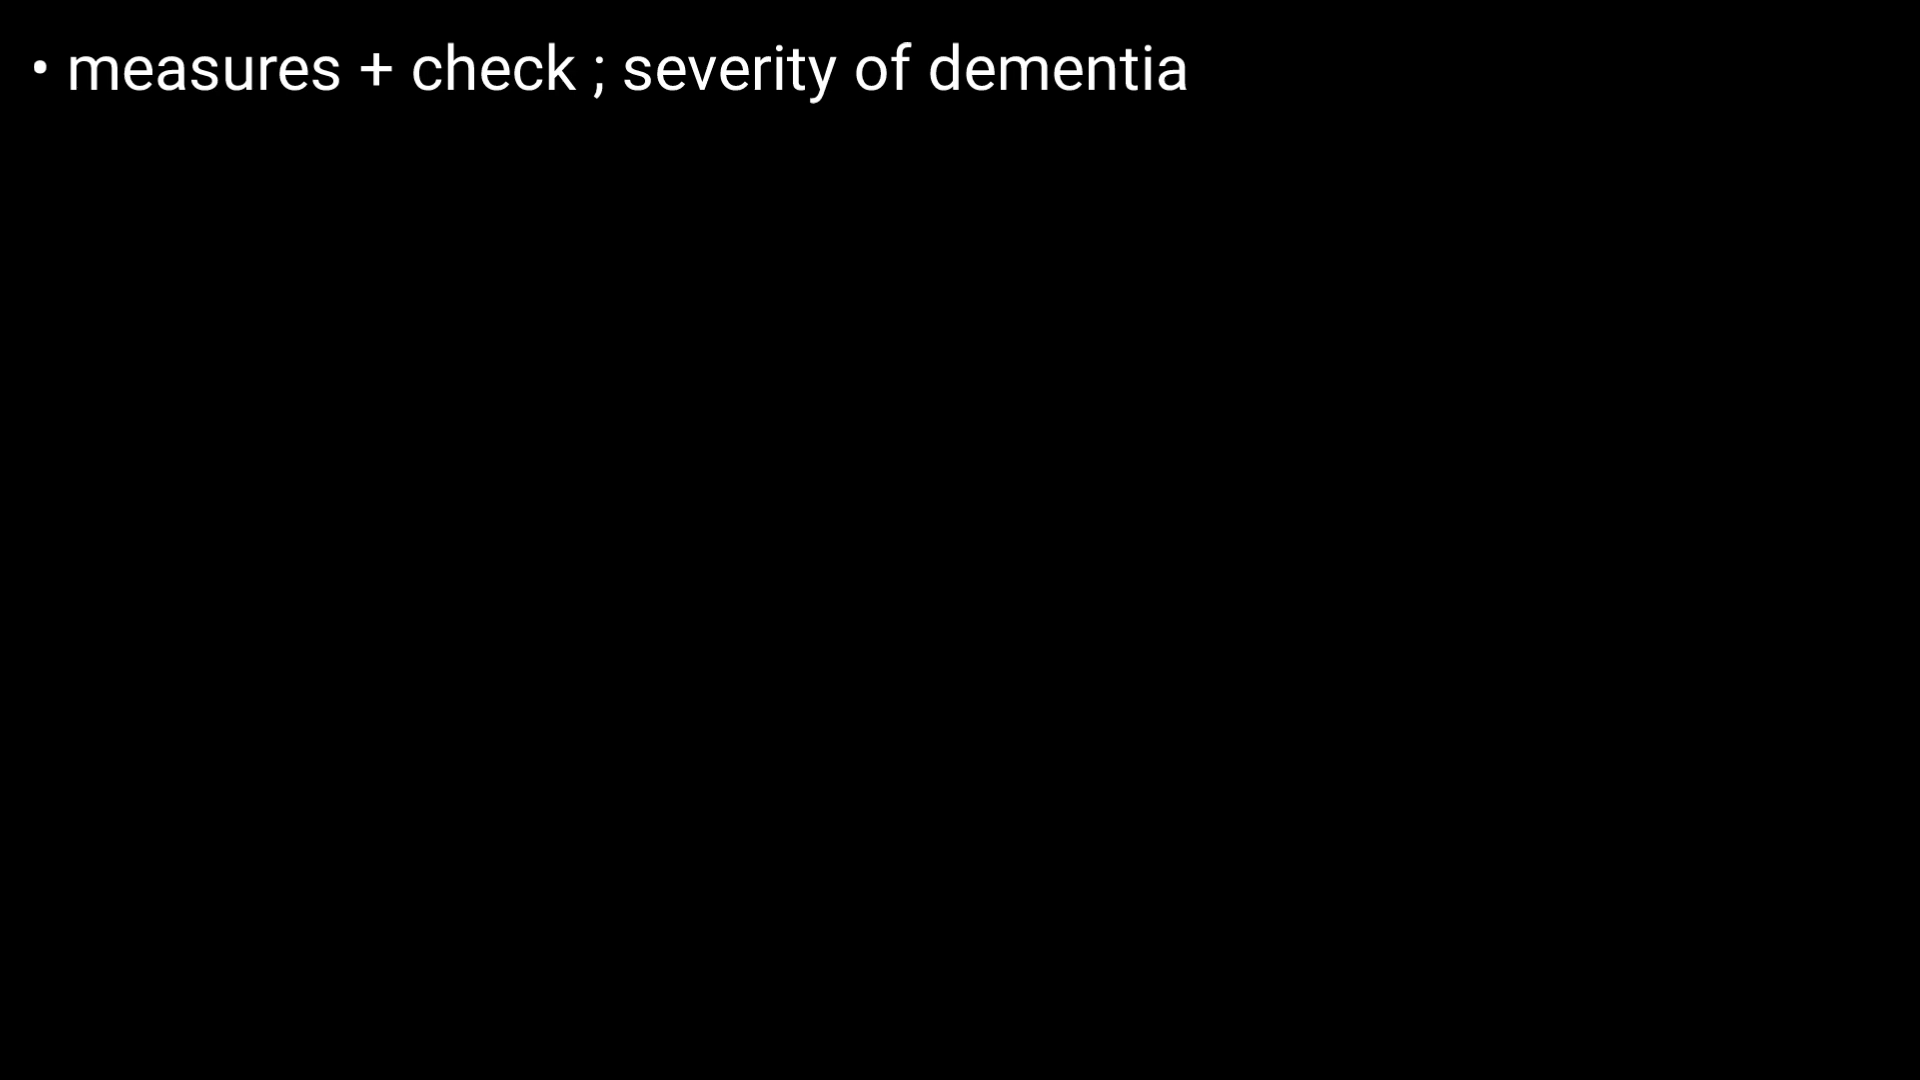 • measures + check ; severity of dementia